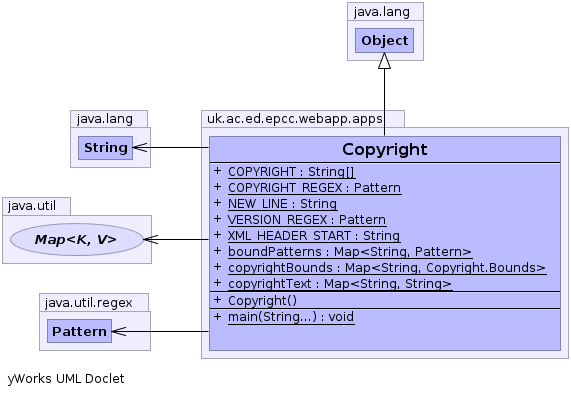 java.lang
Object
java.lang
String
uk.ac.ed.epcc.webapp.apps
Copyright
+ COPYRIGHT : String[]
+ COPYRIGHT_REGEX : Pattern
+ NEW_LINE : String
+ VERSION_REGEX : Pattern
+ XML_HEADER_START : String
+ boundPatterns : Map<String, Pattern>
+ copyrightBounds : Map<String, Copyright.Bounds>
+ copyrightText : Map<String, String>
+ Copyright()
+ main(String...) : void
java.util
Map<K, V>
java.util.regex
Pattern
yWorks UML Doclet